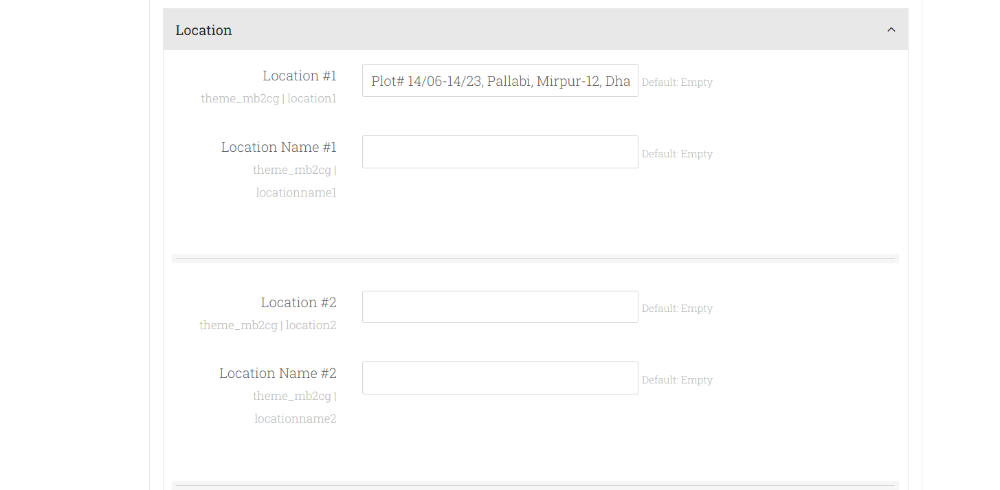 Location
Location #1
Plot# 14/06-14/23, Pallabi, Mirpur-12, Dha
Default: Empty
theme_mb2cg | location1
Location Name #1
Default: Empty
theme_mb2cg |
locationname1
Location #2
Default: Empty
theme_mb2cg | location2
Location Name #2
Default: Empty
theme_mb2cg |
locationname2